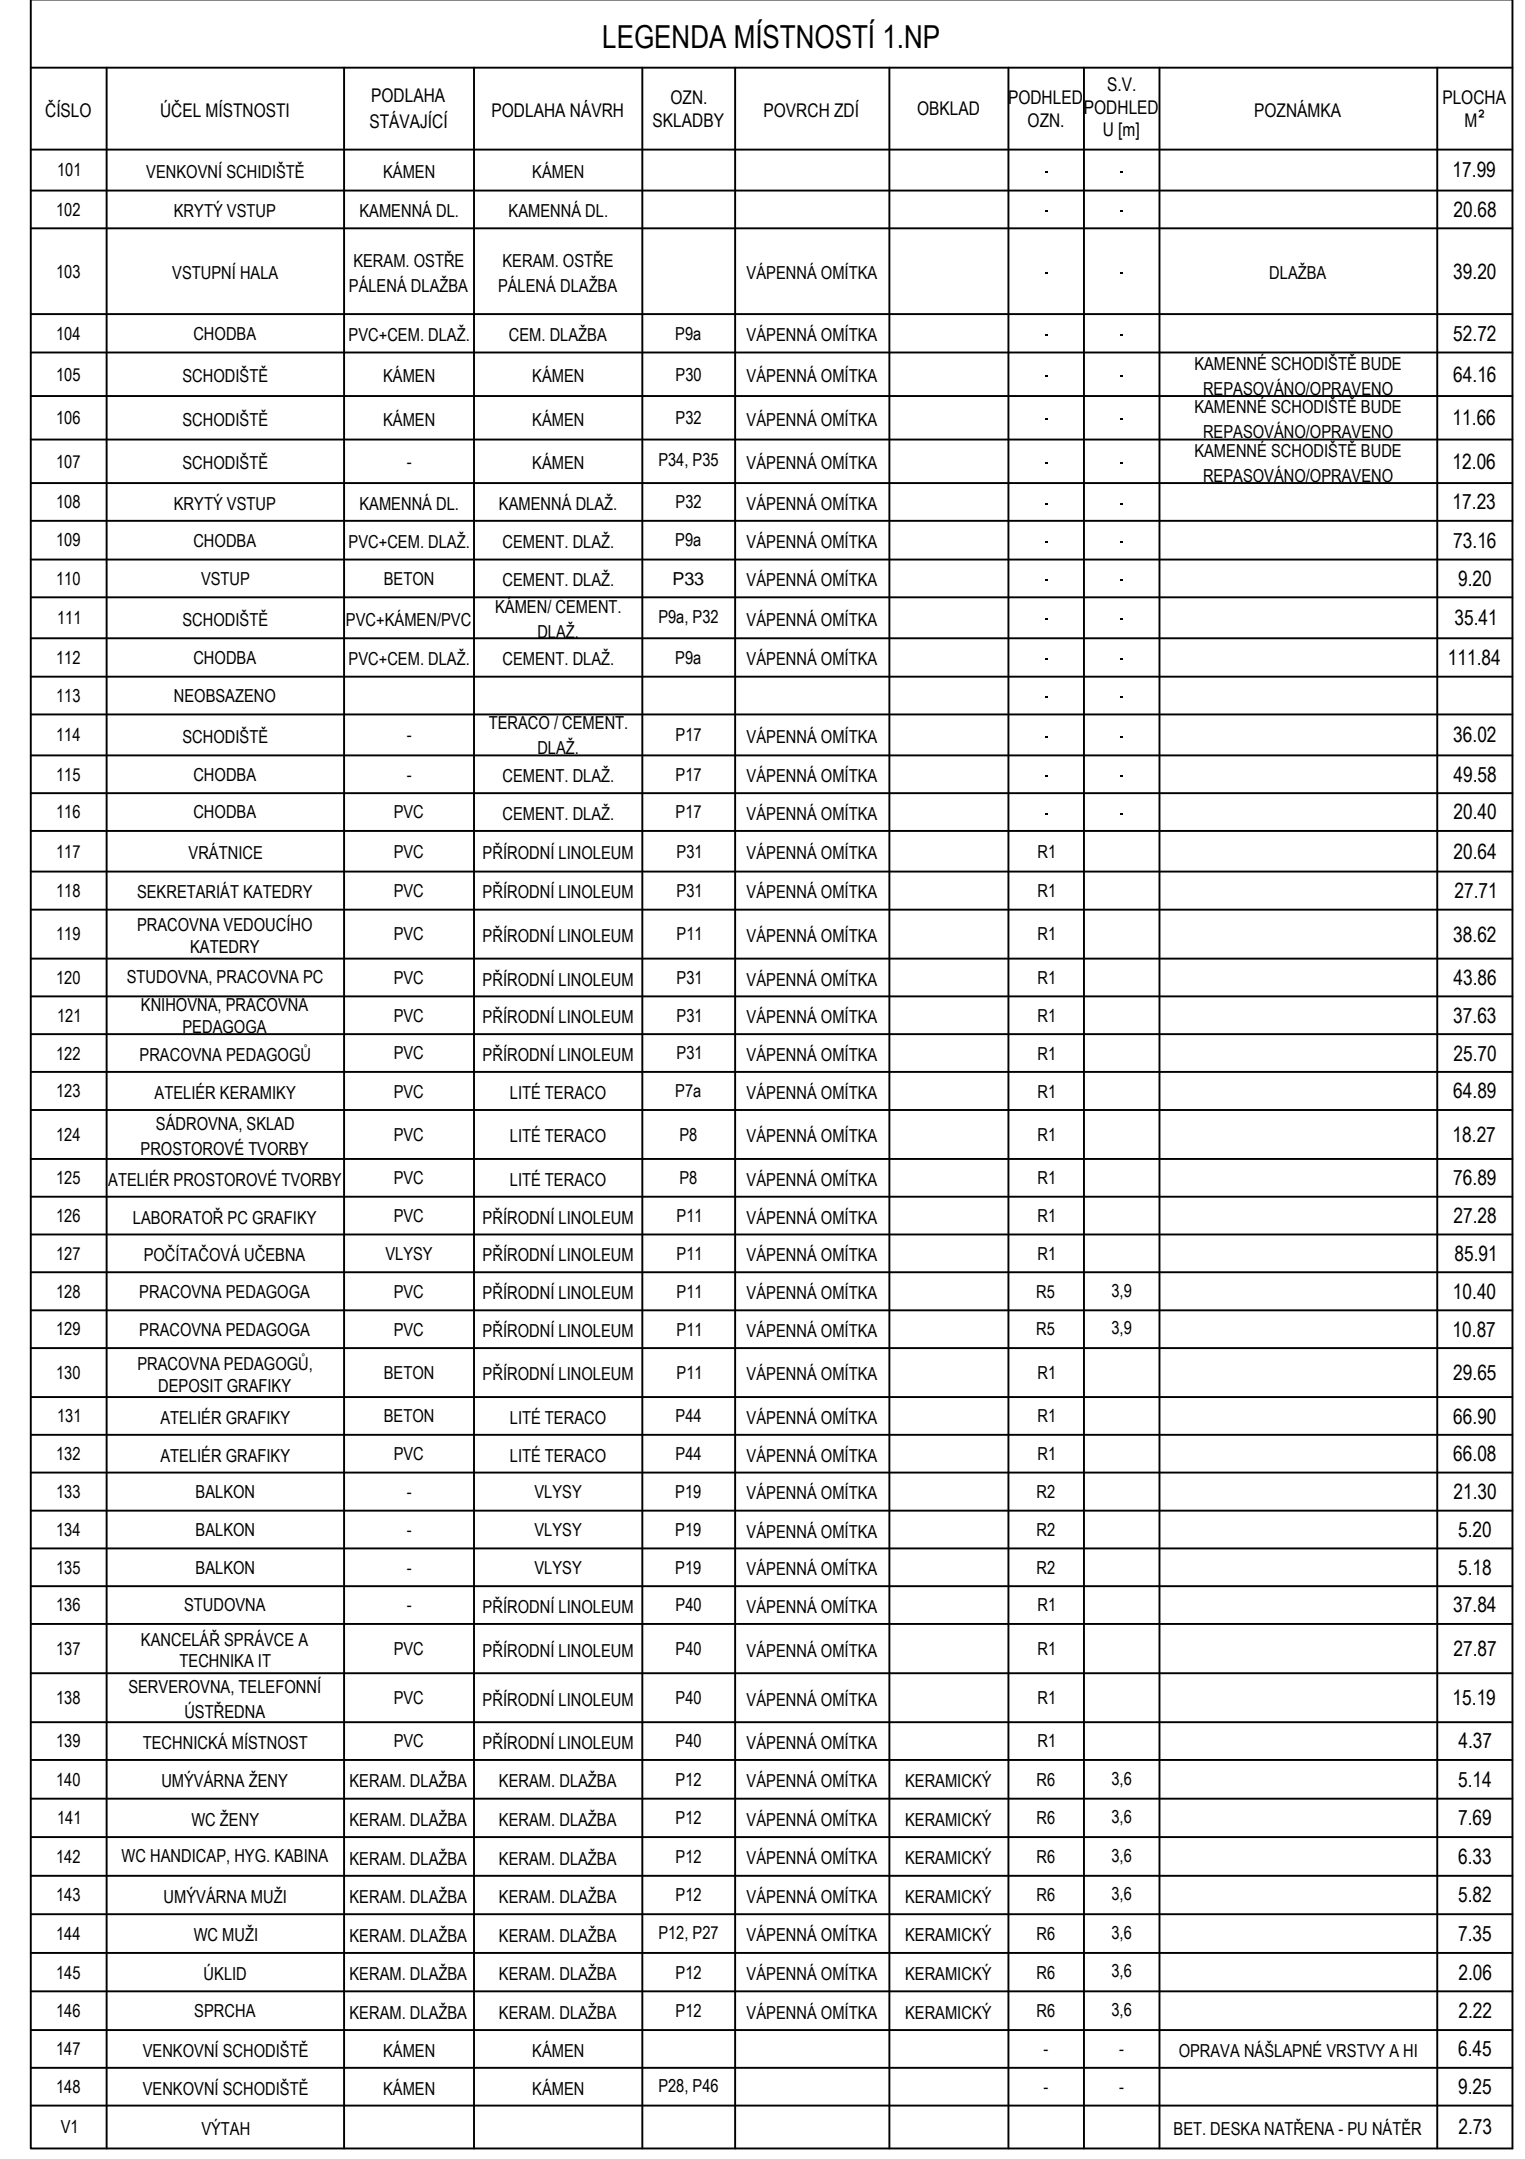 LEGENDA MÍSTNOSTÍ 1.NP
ČÍSLO ÚČEL MÍSTNOSTI PODLAHA STÁVAJÍCÍ PODLAHA NÁVRH OZN. SKLADBY POVRCH ZDÍ OBKLAD PODHLED OZN. S.V. PODHLED U [m] POZNÁMKA PLOCHA M²
101 VENKOVNÍ SCHIDIŠTĚ KÁMEN KÁMEN - - 17.99
102 KRYTÝ VSTUP KAMENNÁ DL. KAMENNÁ DL. - - 20.68
103 VSTUPNÍ HALA KERAM. OSTŘE PÁLENÁ DLAŽBA KERAM. OSTŘE PÁLENÁ DLAŽBA VÁPENNÁ OMÍTKA - - DLAŽBA 39.20
104 CHODBA PVC+CEM. DLAŽ. CEM. DLAŽBA P9a VÁPENNÁ OMÍTKA - - 52.72
105 SCHODIŠTĚ KÁMEN KÁMEN P30 VÁPENNÁ OMÍTKA - - KAMENNÉ SCHODIŠTĚ BUDE REPASOVÁNO/OPRAVENO 64.16
106 SCHODIŠTĚ KÁMEN KÁMEN P32 VÁPENNÁ OMÍTKA - - KAMENNÉ SCHODIŠTĚ BUDE REPASOVÁNO/OPRAVENO 11.66
107 SCHODIŠTĚ - KÁMEN P34, P35 VÁPENNÁ OMÍTKA - - KAMENNÉ SCHODIŠTĚ BUDE REPASOVÁNO/OPRAVENO 12.06
108 KRYTÝ VSTUP KAMENNÁ DL. KAMENNÁ DLAŽ. P32 VÁPENNÁ OMÍTKA - - 17.23
109 CHODBA PVC+CEM. DLAŽ. CEMENT. DLAŽ. P9a VÁPENNÁ OMÍTKA - - 73.16
110 VSTUP BETON CEMENT. DLAŽ. P33 VÁPENNÁ OMÍTKA - - 9.20
111 SCHODIŠTĚ PVC+KÁMEN/PVC KÁMEN/ CEMENT. DLAŽ. P9a, P32 VÁPENNÁ OMÍTKA - - 35.41
112 CHODBA PVC+CEM. DLAŽ. CEMENT. DLAŽ. P9a VÁPENNÁ OMÍTKA - - 111.84
113 NEOBSAZENO - -
114 SCHODIŠTĚ - TERACO / CEMENT. DLAŽ. P17 VÁPENNÁ OMÍTKA - - 36.02
115 CHODBA - CEMENT. DLAŽ. P17 VÁPENNÁ OMÍTKA - - 49.58
116 CHODBA PVC CEMENT. DLAŽ. P17 VÁPENNÁ OMÍTKA - - 20.40
117 VRÁTNICE PVC PŘÍRODNÍ LINOLEUM P31 VÁPENNÁ OMÍTKA R1 20.64
118 SEKRETARIÁT KATEDRY PVC PŘÍRODNÍ LINOLEUM P31 VÁPENNÁ OMÍTKA R1 27.71
119 PRACOVNA VEDOUCÍHO KATEDRY PVC PŘÍRODNÍ LINOLEUM P11 VÁPENNÁ OMÍTKA R1 38.62
120 STUDOVNA, PRACOVNA PC PVC PŘÍRODNÍ LINOLEUM P31 VÁPENNÁ OMÍTKA R1 43.86
121 KNIHOVNA, PRACOVNA PEDAGOGA PVC PŘÍRODNÍ LINOLEUM P31 VÁPENNÁ OMÍTKA R1 37.63
122 PRACOVNA PEDAGOGŮ PVC PŘÍRODNÍ LINOLEUM P31 VÁPENNÁ OMÍTKA R1 25.70
123 ATELIÉR KERAMIKY PVC LITÉ TERACO P7a VÁPENNÁ OMÍTKA R1 64.89
124 SÁDROVNA, SKLAD PROSTOROVÉ TVORBY PVC LITÉ TERACO P8 VÁPENNÁ OMÍTKA R1 18.27
125 ATELIÉR PROSTOROVÉ TVORBY PVC LITÉ TERACO P8 VÁPENNÁ OMÍTKA R1 76.89
126 LABORATOŘ PC GRAFIKY PVC PŘÍRODNÍ LINOLEUM P11 VÁPENNÁ OMÍTKA R1 27.28
127 POČÍTAČOVÁ UČEBNA VLYSY PŘÍRODNÍ LINOLEUM P11 VÁPENNÁ OMÍTKA R1 85.91
128 PRACOVNA PEDAGOGA PVC PŘÍRODNÍ LINOLEUM P11 VÁPENNÁ OMÍTKA R5 3,9 10.40
129 PRACOVNA PEDAGOGA PVC PŘÍRODNÍ LINOLEUM P11 VÁPENNÁ OMÍTKA R5 3,9 10.87
130 PRACOVNA PEDAGOGŮ, DEPOSIT GRAFIKY BETON PŘÍRODNÍ LINOLEUM P11 VÁPENNÁ OMÍTKA R1 29.65
131 ATELIÉR GRAFIKY BETON LITÉ TERACO P44 VÁPENNÁ OMÍTKA R1 66.90
132 ATELIÉR GRAFIKY PVC LITÉ TERACO P44 VÁPENNÁ OMÍTKA R1 66.08
133 BALKON - VLYSY P19 VÁPENNÁ OMÍTKA R2 21.30
134 BALKON - VLYSY P19 VÁPENNÁ OMÍTKA R2 5.20
135 BALKON - VLYSY P19 VÁPENNÁ OMÍTKA R2 5.18
136 STUDOVNA - PŘÍRODNÍ LINOLEUM P40 VÁPENNÁ OMÍTKA R1 37.84
137 KANCELÁŘ SPRÁVCE A TECHNIKA IT PVC PŘÍRODNÍ LINOLEUM P40 VÁPENNÁ OMÍTKA R1 27.87
138 SERVEROVNA, TELEFONNÍ ÚSTŘEDNA PVC PŘÍRODNÍ LINOLEUM P40 VÁPENNÁ OMÍTKA R1 15.19
139 TECHNICKÁ MÍSTNOST PVC PŘÍRODNÍ LINOLEUM P40 VÁPENNÁ OMÍTKA R1 4.37
140 UMÝVÁRNA ŽENY KERAM. DLAŽBA KERAM. DLAŽBA P12 VÁPENNÁ OMÍTKA KERAMICKÝ R6 3,6 5.14
141 WC ŽENY KERAM. DLAŽBA KERAM. DLAŽBA P12 VÁPENNÁ OMÍTKA KERAMICKÝ R6 3,6 7.69
142 WC HANDICAP, HYG. KABINA KERAM. DLAŽBA KERAM. DLAŽBA P12 VÁPENNÁ OMÍTKA KERAMICKÝ R6 3,6 6.33
143 UMÝVÁRNA MUŽI KERAM. DLAŽBA KERAM. DLAŽBA P12 VÁPENNÁ OMÍTKA KERAMICKÝ R6 3,6 5.82
144 WC MUŽI KERAM. DLAŽBA KERAM. DLAŽBA P12, P27 VÁPENNÁ OMÍTKA KERAMICKÝ R6 3,6 7.35
145 ÚKLID KERAM. DLAŽBA KERAM. DLAŽBA P12 VÁPENNÁ OMÍTKA KERAMICKÝ R6 3,6 2.06
146 SPRCHA KERAM. DLAŽBA KERAM. DLAŽBA P12 VÁPENNÁ OMÍTKA KERAMICKÝ R6 3,6 2.22
147 VENKOVNÍ SCHODIŠTĚ KÁMEN KÁMEN - - OPRAVA NÁŠLAPNÉ VRSTVY A HI 6.45
148 VENKOVNÍ SCHODIŠTĚ KÁMEN KÁMEN P28, P46 - - 9.25
V1 VÝTAH BET. DESKA NATŘENA - PU NÁTĚR 2.73